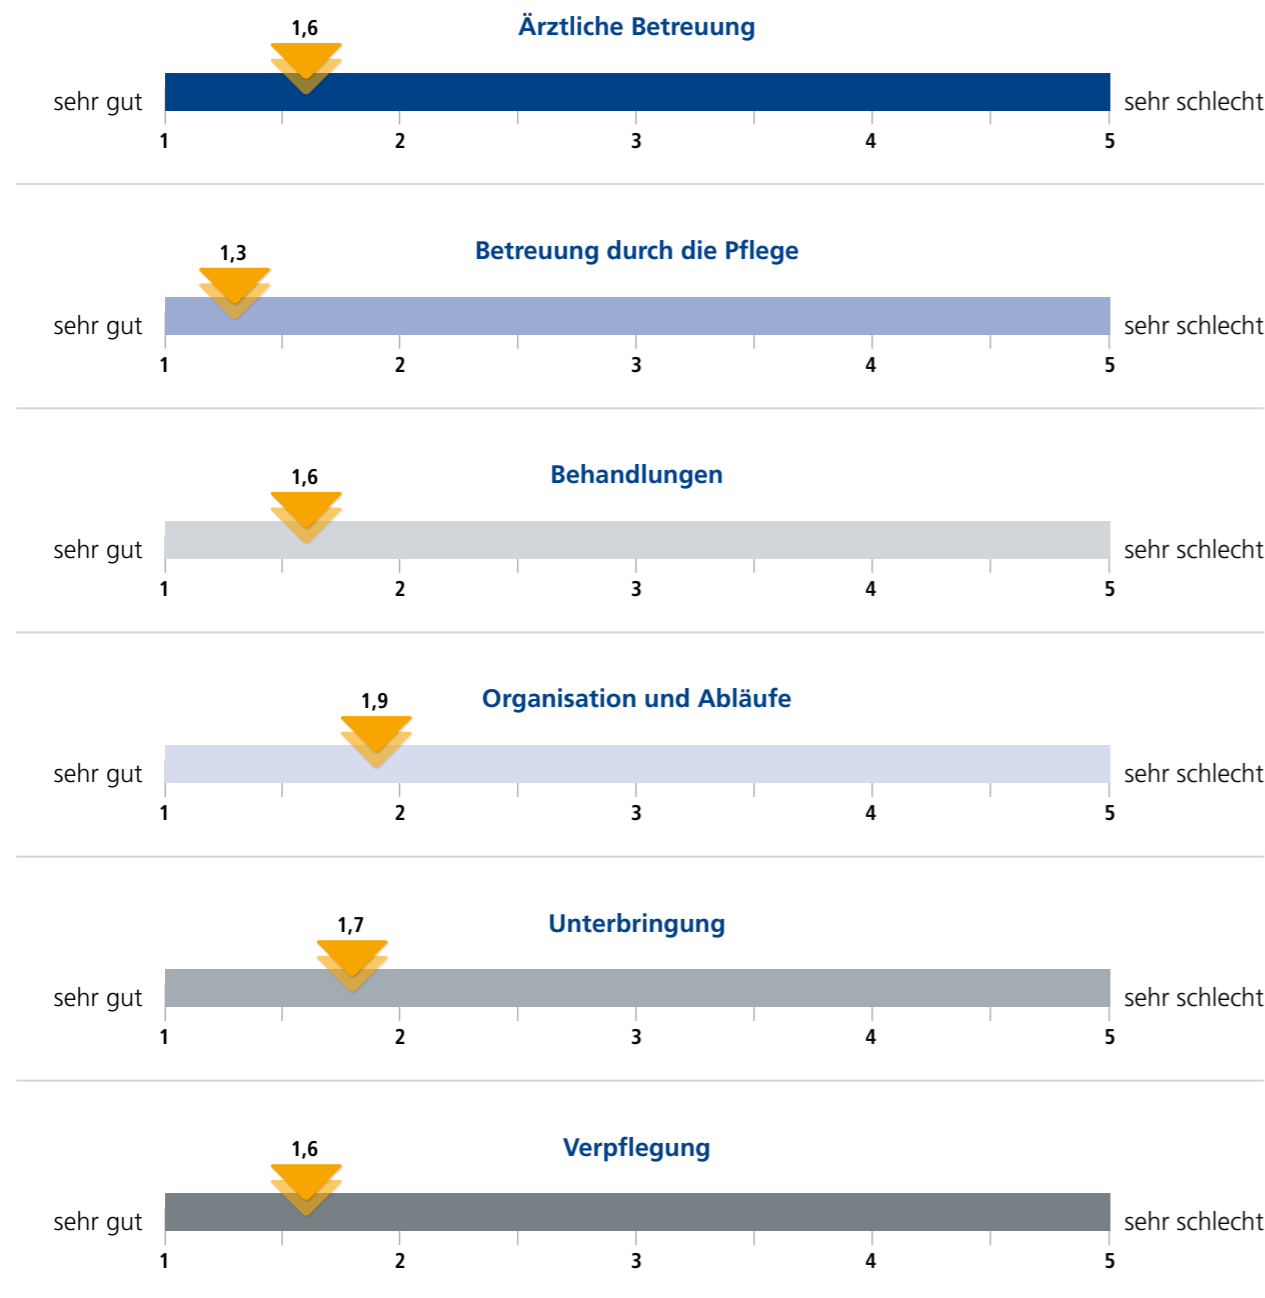 Ärztliche Betreuung
1,6
sehr gut
sehr schlecht
1 2 3 4 5
Betreuung durch die Pflege
1,3
sehr gut
sehr schlecht
1 2 3 4 5
Behandlungen
1,6
sehr gut
sehr schlecht
1 2 3 4 5
Organisation und Abläufe
1,9
sehr gut
sehr schlecht
1 2 3 4 5
Unterbringung
1,7
sehr gut
sehr schlecht
1 2 3 4 5
Verpflegung
1,6
sehr gut
sehr schlecht
1 2 3 4 5